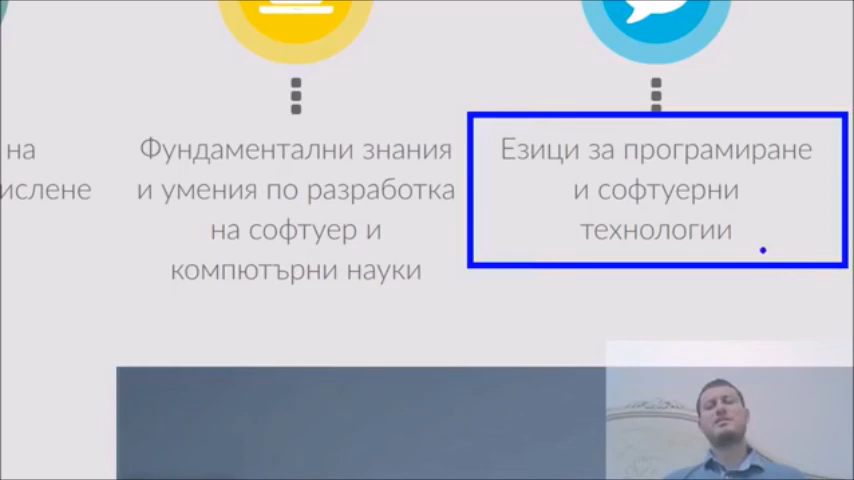 на
ислене
Фундаментални знания
и умения по разработка
на софтуер и
компютърни науки
Езици за програмиране
и софтуерни
технологии